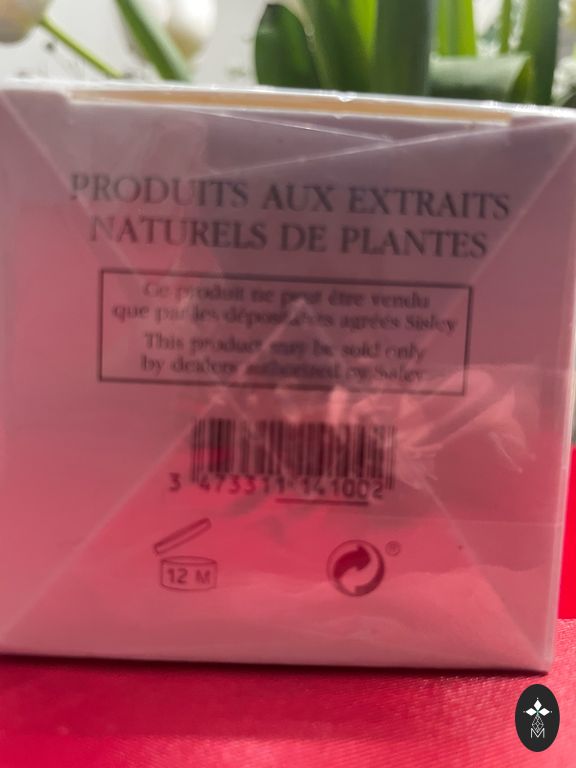 PRODUITS AUX EXTRAITS
NATURELS DE PLANTES
Ce produit ne peut être vendu
que par les dépositaires agréés Sisley
This product may be sold only
by dealers authorized by Sisley
3 473311 141002
12 M
®
M